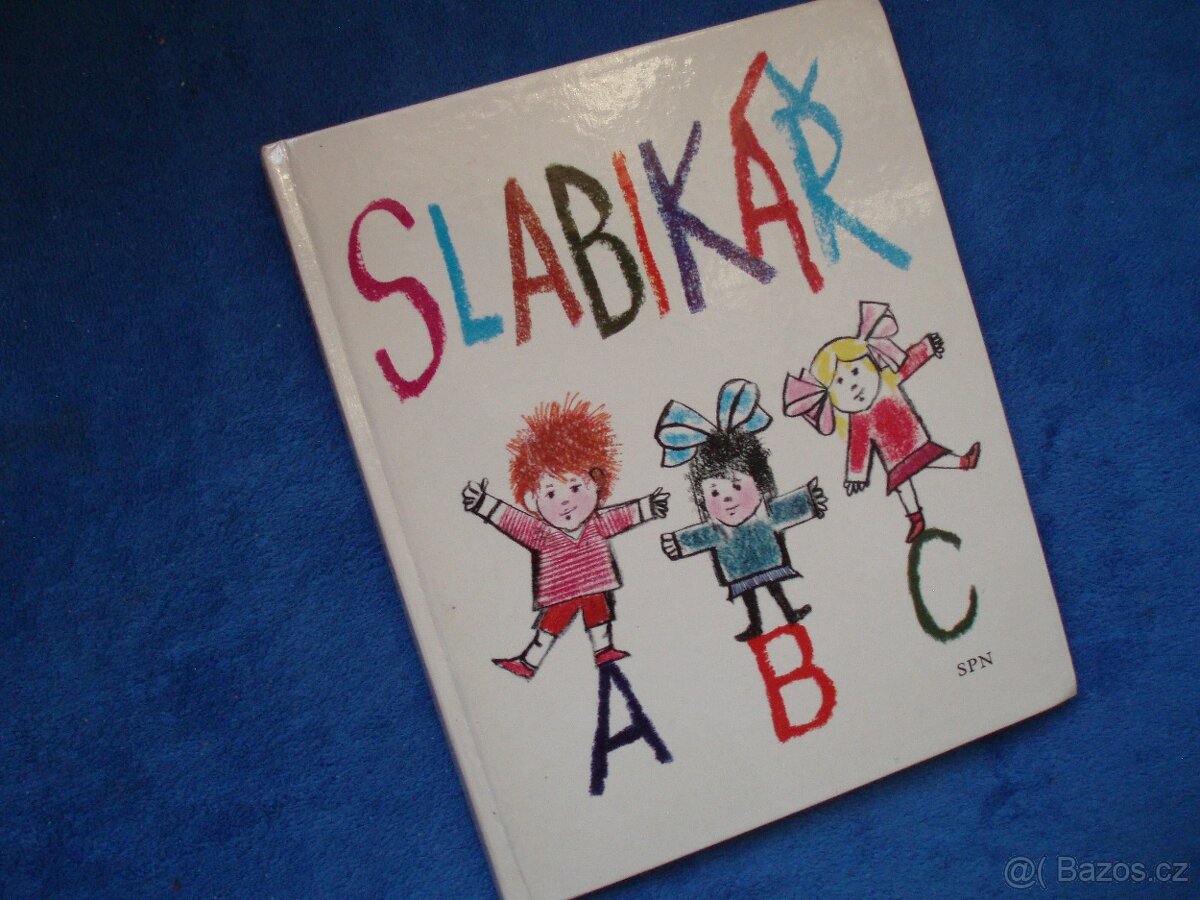 SLABIKÁŘ
A B C
SPN
@( Bazos.cz